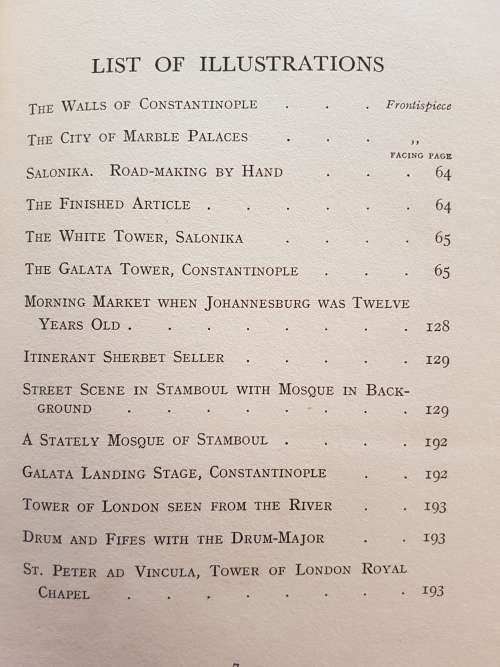 LIST OF ILLUSTRATIONS
THE WALLS OF CONSTANTINOPLE . . . Frontispiece
THE CITY OF MARBLE PALACES . . . „
FACING PAGE
SALONIKA. ROAD-MAKING BY HAND . . . 64
THE FINISHED ARTICLE . . . . . . 64
THE WHITE TOWER, SALONIKA . . . . 65
THE GALATA TOWER, CONSTANTINOPLE . . . 65
MORNING MARKET WHEN JOHANNESBURG WAS TWELVE
YEARS OLD . . . . . . . . 128
ITINERANT SHERBET SELLER . . . . . 129
STREET SCENE IN STAMBOUL WITH MOSQUE IN BACK-
GROUND . . . . . . . . 129
A STATELY MOSQUE OF STAMBOUL . . . . 192
GALATA LANDING STAGE, CONSTANTINOPLE . . 192
TOWER OF LONDON SEEN FROM THE RIVER . . 193
DRUM AND FIFES WITH THE DRUM-MAJOR . . 193
ST. PETER AD VINCULA, TOWER OF LONDON ROYAL
CHAPEL . . . . . . . . 193